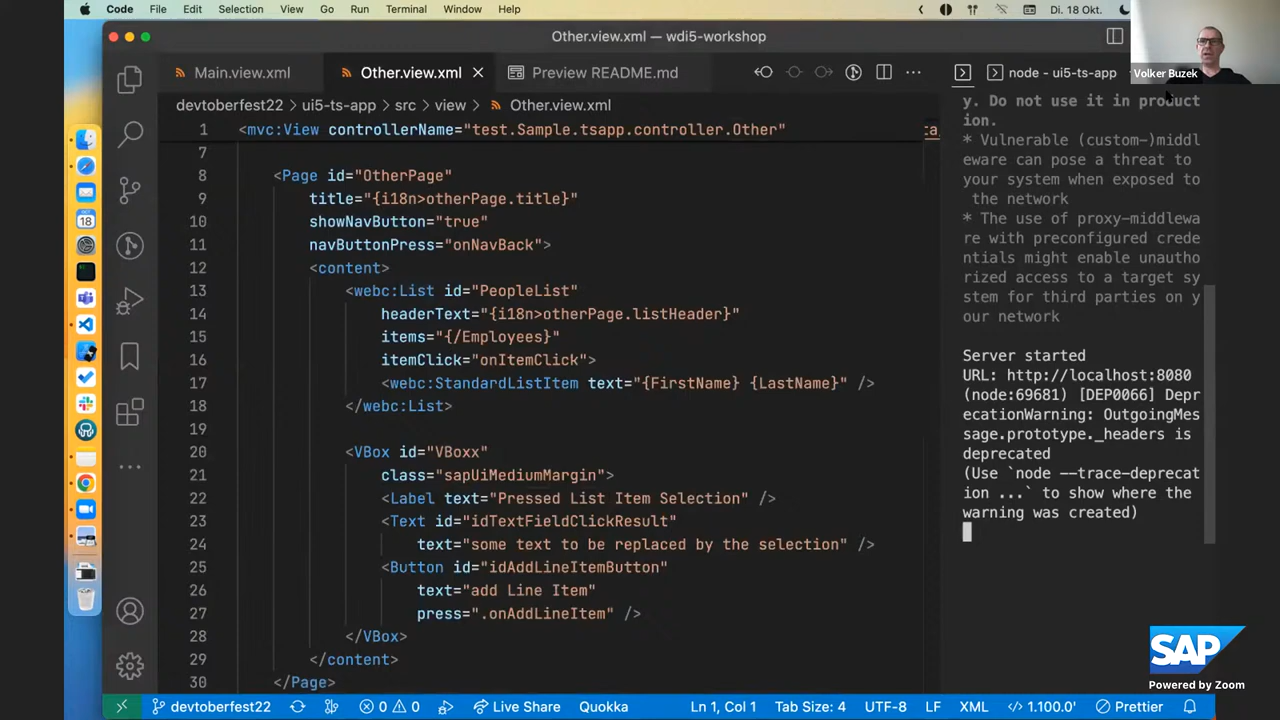 Code File Edit Selection View Go Run Terminal Window Help Di. 18 Okt.
Other.view.xml — wdi5-workshop
Volker Buzek
Main.view.xml Other.view.xml Preview README.md ... node - ui5-ts-app
devtoberfest22 > ui5-ts-app > src > view > Other.view.xml
1 <mvc:View controllerName="test.Sample.tsapp.controller.Other"
7
8 <Page id="OtherPage"
9 title="{i18n>otherPage.title}"
10 showNavButton="true"
11 navButtonPress="onNavBack">
12 <content>
13 <webc:List id="PeopleList"
14 headerText="{i18n>otherPage.listHeader}"
15 items="{/Employees}"
16 itemClick="onItemClick">
17 <webc:StandardListItem text="{FirstName} {LastName}" />
18 </webc:List>
19
20 <VBox id="VBoxx"
21 class="sapUiMediumMargin">
22 <Label text="Pressed List Item Selection" />
23 <Text id="idTextFieldClickResult"
24 text="some text to be replaced by the selection" />
25 <Button id="idAddLineItemButton"
26 text="add Line Item"
27 press=".onAddLineItem" />
28 </VBox>
29 </content>
30 </Page>
y. Do not use it in product
ion.
* Vulnerable (custom-)middl
eware can pose a threat to
your system when exposed to
the network
* The use of proxy-middlewa
re with preconfigured crede
ntials might enable unautho
rized access to a target sy
stem for third parties on y
our network
Server started
URL: http://localhost:8080
(node:69681) [DEP0066] Depr
ecationWarning: OutgoingMes
sage.prototype._headers is
deprecated
(Use `node --trace-deprecat
ion ...` to show where the
warning was created)
SAP
Powered by Zoom
devtoberfest22 0 0 Live Share Quokka Ln 1, Col 1 Tab Size: 4 UTF-8 LF XML </> 1.100.0' Prettier